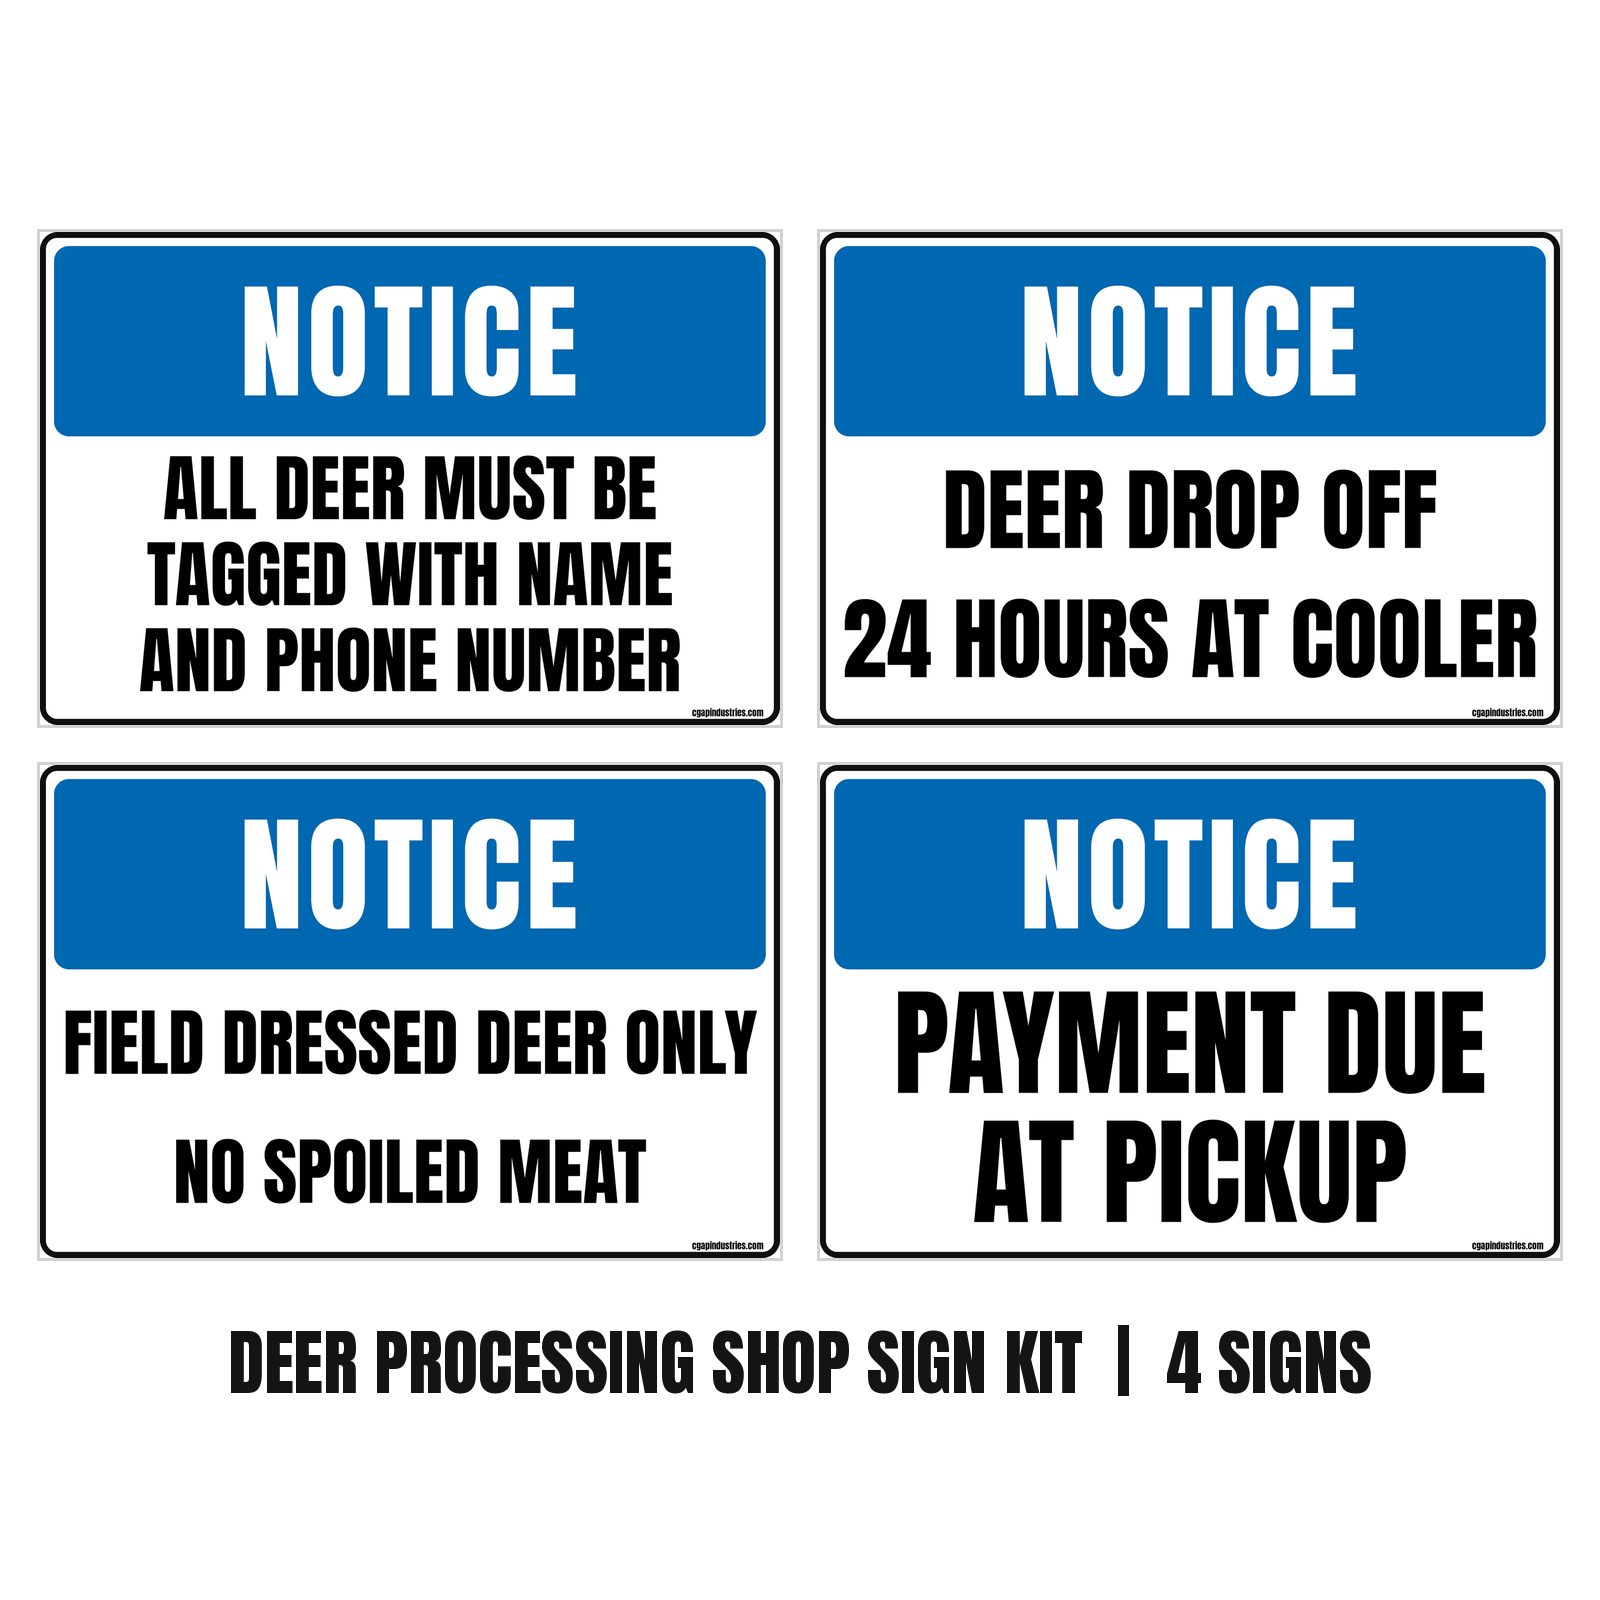 NOTICE
ALL DEER MUST BE
TAGGED WITH NAME
AND PHONE NUMBER
cgapindustries.com
NOTICE
DEER DROP OFF
24 HOURS AT COOLER
cgapindustries.com
NOTICE
FIELD DRESSED DEER ONLY
NO SPOILED MEAT
cgapindustries.com
NOTICE
PAYMENT DUE
AT PICKUP
cgapindustries.com
DEER PROCESSING SHOP SIGN KIT | 4 SIGNS